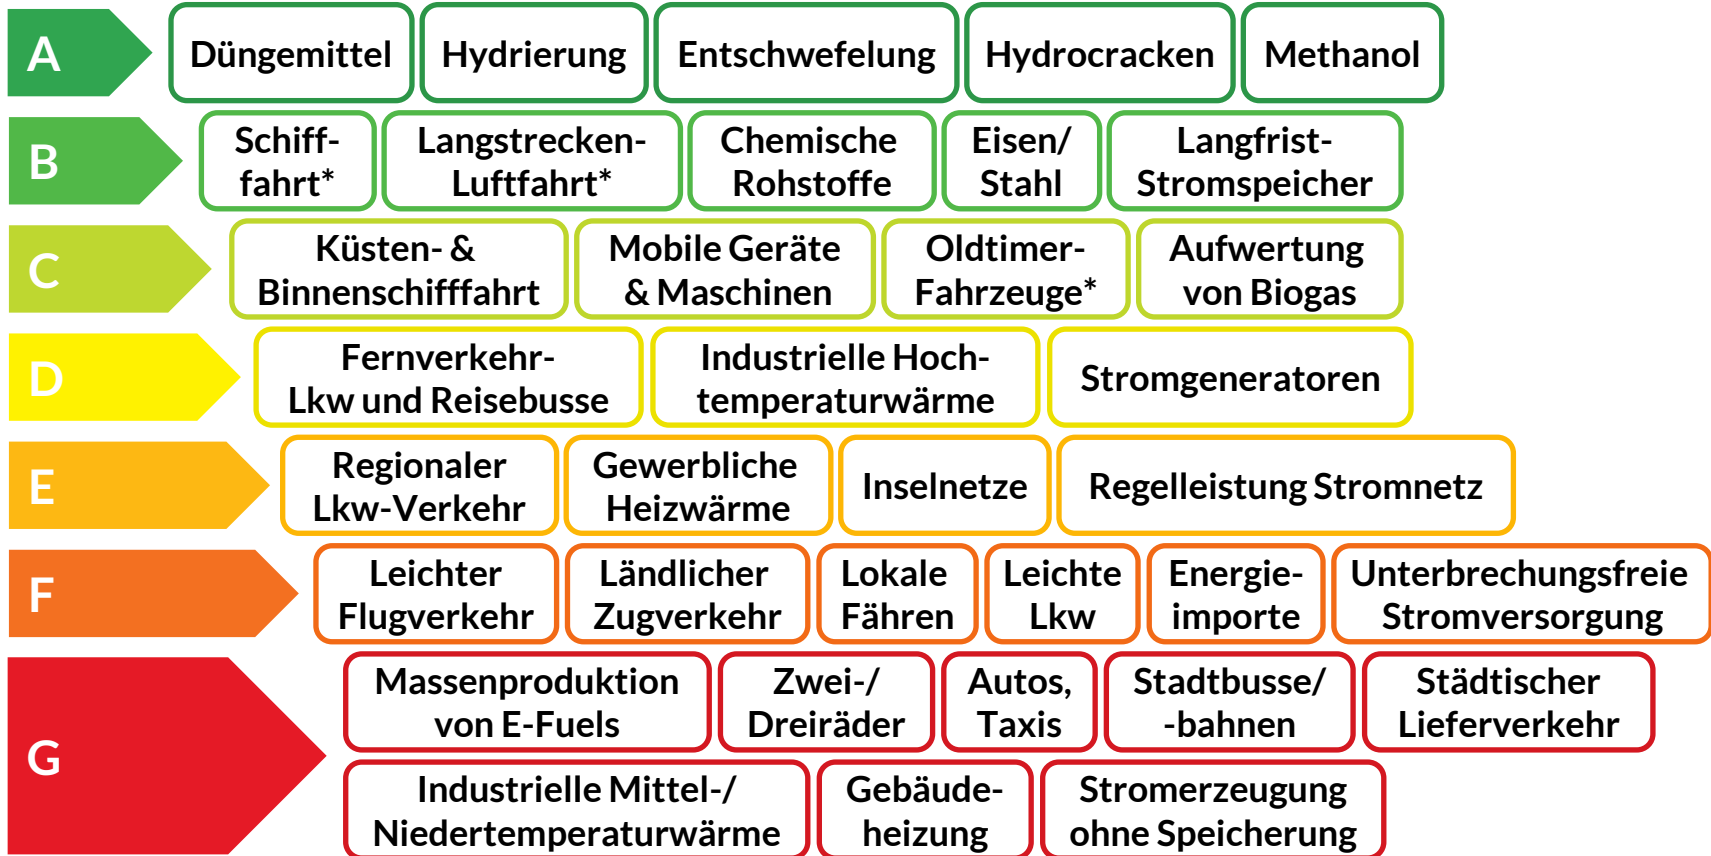 A
Düngemittel
Hydrierung
Entschwefelung
Hydrocracken
Methanol
B
Schiff-
fahrt*
Langstrecken-
Luftfahrt*
Chemische
Rohstoffe
Eisen/
Stahl
Langfrist-
Stromspeicher
C
Küsten- &
Binnenschifffahrt
Mobile Geräte
& Maschinen
Oldtimer-
Fahrzeuge*
Aufwertung
von Biogas
D
Fernverkehr-
Lkw und Reisebusse
Industrielle Hoch-
temperaturwärme
Stromgeneratoren
E
Regionaler
Lkw-Verkehr
Gewerbliche
Heizwärme
Inselnetze
Regelleistung Stromnetz
F
Leichter
Flugverkehr
Ländlicher
Zugverkehr
Lokale
Fähren
Leichte
Lkw
Energie-
importe
Unterbrechungsfreie
Stromversorgung
G
Massenproduktion
von E-Fuels
Zwei-/
Dreiräder
Autos,
Taxis
Stadtbusse/
-bahnen
Städtischer
Lieferverkehr
Industrielle Mittel-/
Niedertemperaturwärme
Gebäude-
heizung
Stromerzeugung
ohne Speicherung